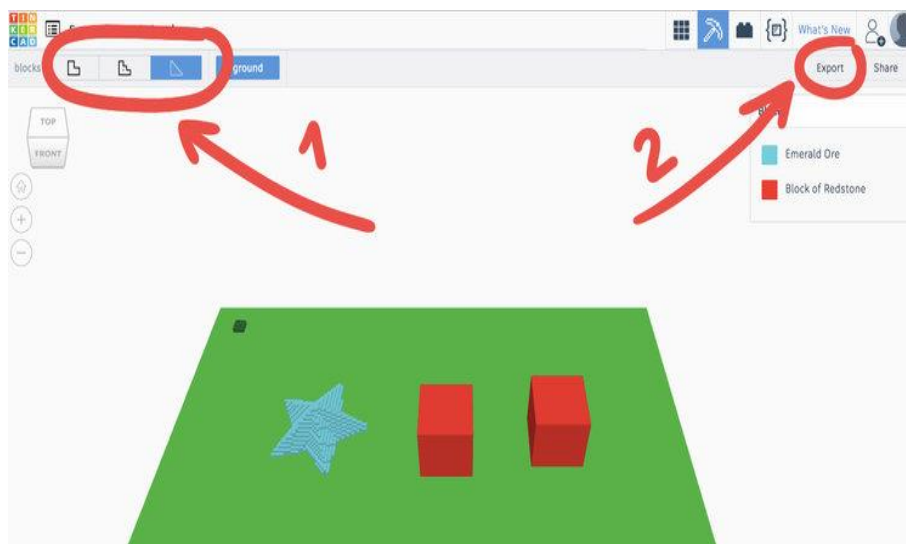 TIN
KER
CAD
What's New
blocks
ground
Export
Share
1
2
TOP
FRONT
Emerald Ore
Block of Redstone